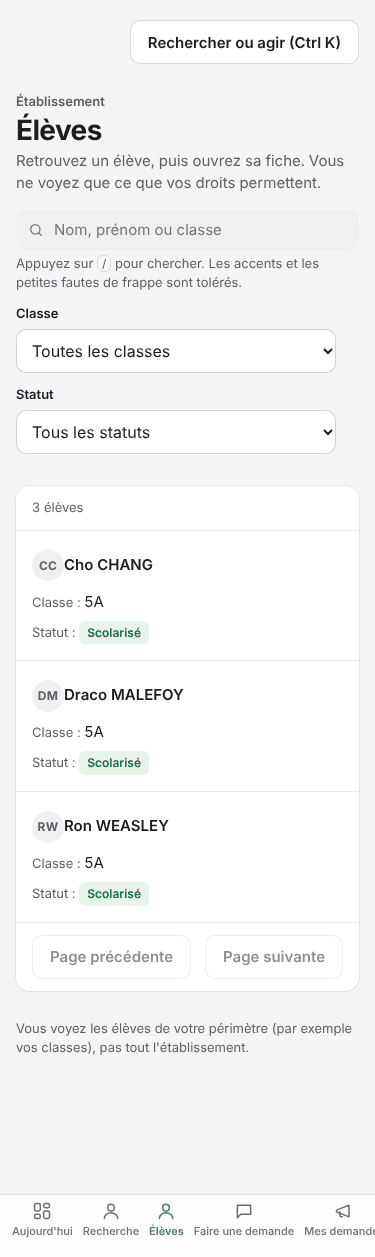 Rechercher ou agir (Ctrl K)
Établissement
Élèves
Retrouvez un élève, puis ouvrez sa fiche. Vous
ne voyez que ce que vos droits permettent.
Nom, prénom ou classe
Appuyez sur / pour chercher. Les accents et les
petites fautes de frappe sont tolérés.
Classe
Toutes les classes
Statut
Tous les statuts
3 élèves
CC Cho CHANG
Classe : 5A
Statut : Scolarisé
DM Draco MALEFOY
Classe : 5A
Statut : Scolarisé
RW Ron WEASLEY
Classe : 5A
Statut : Scolarisé
Page précédente Page suivante
Vous voyez les élèves de votre périmètre (par exemple
vos classes), pas tout l'établissement.
Aujourd'hui Recherche Élèves Faire une demande Mes demande